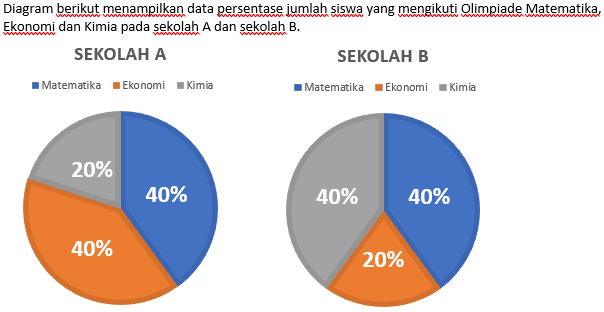 Diagram berikut menampilkan data persentase jumlah siswa yang mengikuti Olimpiade Matematika,
Ekonomi dan Kimia pada sekolah A dan sekolah B.
SEKOLAH A
Matematika Ekonomi Kimia
20%
40%
40%
SEKOLAH B
Matematika Ekonomi Kimia
40%
40%
20%